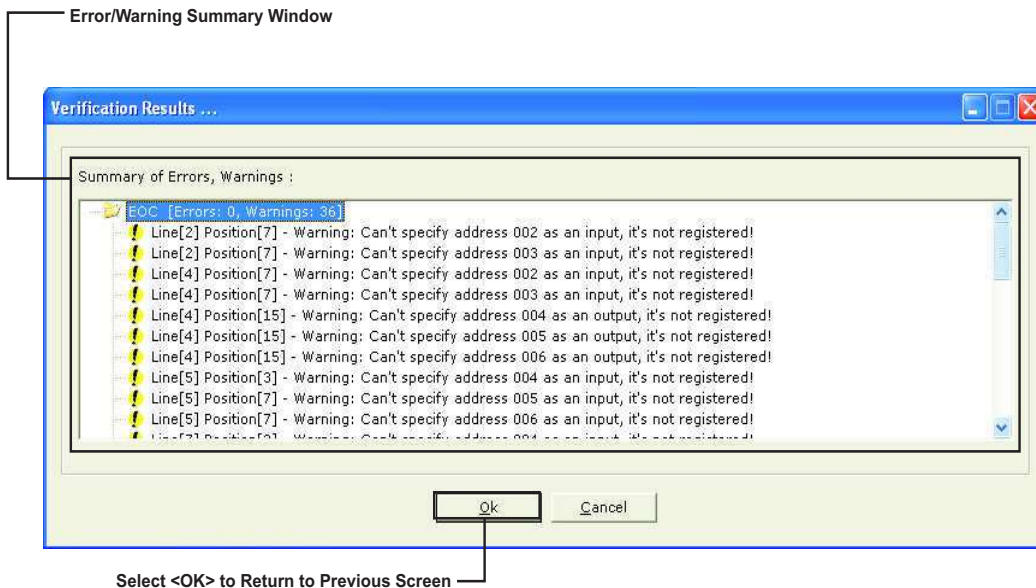 Error/Warning Summary Window
Verification Results ...
Summary of Errors, Warnings :
EOC [Errors: 0, Warnings: 36]
Line[2] Position[7] - Warning: Can't specify address 002 as an input, it's not registered!
Line[2] Position[7] - Warning: Can't specify address 003 as an input, it's not registered!
Line[4] Position[7] - Warning: Can't specify address 002 as an input, it's not registered!
Line[4] Position[7] - Warning: Can't specify address 003 as an input, it's not registered!
Line[4] Position[15] - Warning: Can't specify address 004 as an output, it's not registered!
Line[4] Position[15] - Warning: Can't specify address 005 as an output, it's not registered!
Line[4] Position[15] - Warning: Can't specify address 006 as an output, it's not registered!
Line[5] Position[3] - Warning: Can't specify address 004 as an input, it's not registered!
Line[5] Position[7] - Warning: Can't specify address 005 as an input, it's not registered!
Line[5] Position[7] - Warning: Can't specify address 006 as an input, it's not registered!
Ok Cancel
Select <OK> to Return to Previous Screen